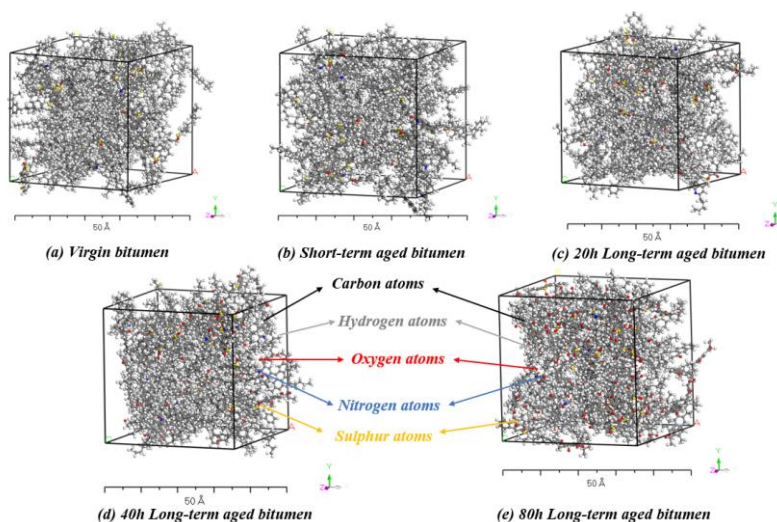 50 Å
(a) Virgin bitumen
50 Å
(b) Short-term aged bitumen
50 Å
(c) 20h Long-term aged bitumen
Carbon atoms
Hydrogen atoms
Oxygen atoms
Nitrogen atoms
Sulphur atoms
50 Å
(d) 40h Long-term aged bitumen
50 Å
(e) 80h Long-term aged bitumen